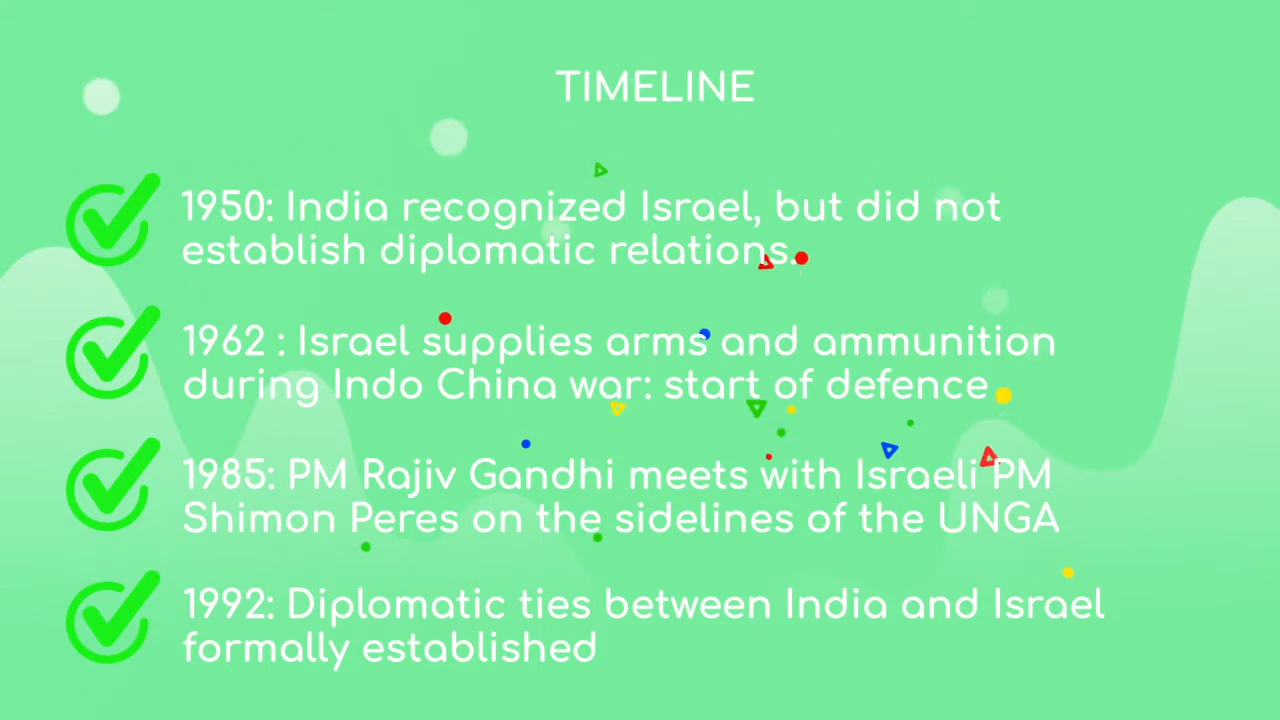 TIMELINE
1950: India recognized Israel, but did not
establish diplomatic relations.
1962 : Israel supplies arms and ammunition
during Indo China war: start of defence
1985: PM Rajiv Gandhi meets with Israeli PM
Shimon Peres on the sidelines of the UNGA
1992: Diplomatic ties between India and Israel
formally established